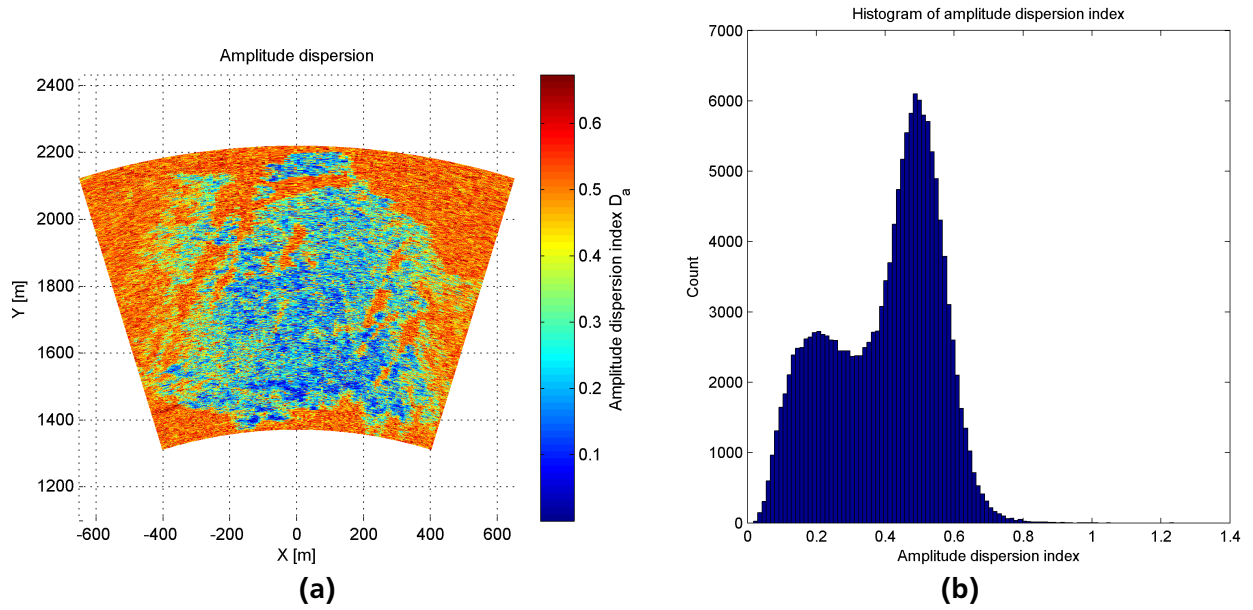 Amplitude dispersion
2400
2200
2000
1800
1600
1400
1200
Y [m]
-600 -400 -200 0 200 400 600
X [m]
0.6
0.5
0.4
0.3
0.2
0.1
Amplitude dispersion index D_a
(a)
Histogram of amplitude dispersion index
7000
6000
5000
4000
3000
2000
1000
0
Count
0 0.2 0.4 0.6 0.8 1 1.2 1.4
Amplitude dispersion index
(b)